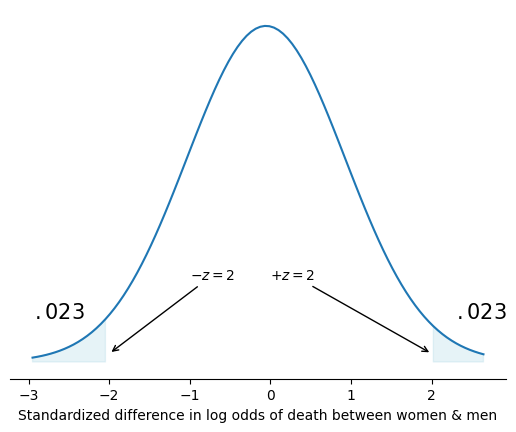 −z = 2
+z = 2
.023
.023
−3
−2
−1
0
1
2
Standardized difference in log odds of death between women & men